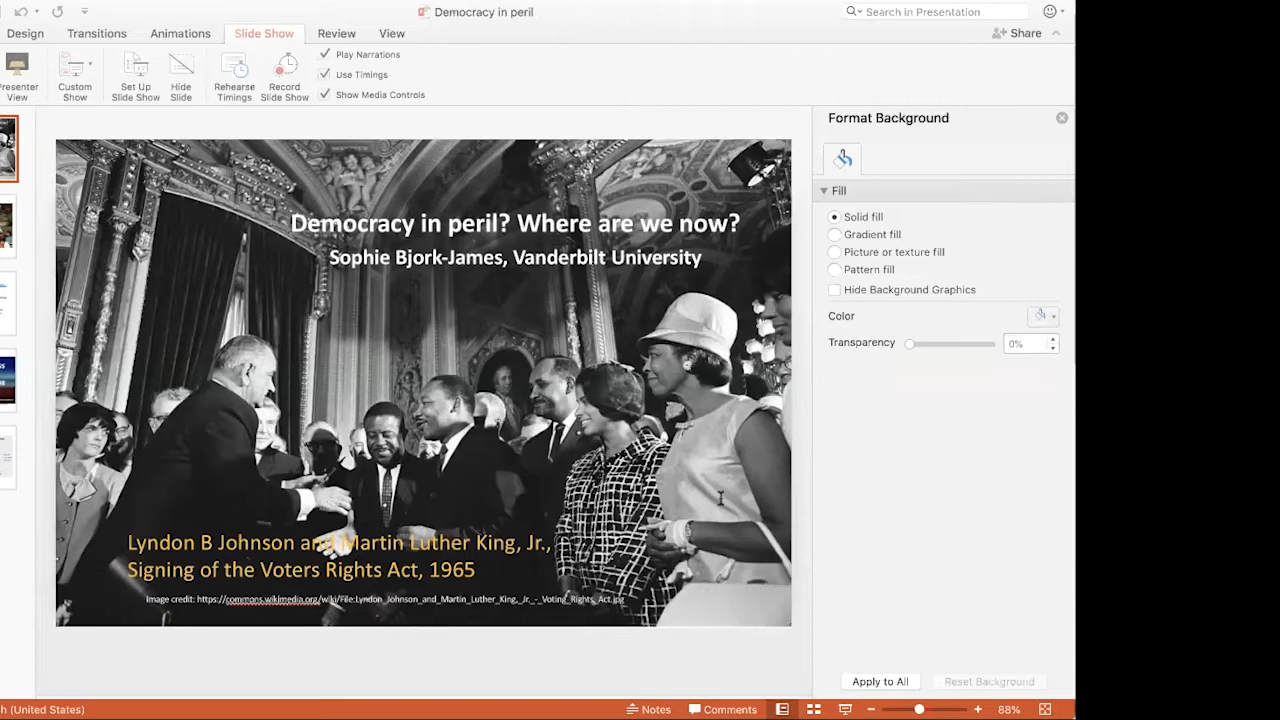 Democracy in peril
Search in Presentation
Design Transitions Animations Slide Show Review View
Share
Presenter View
Custom Show
Set Up Slide Show
Hide Slide
Rehearse Timings
Record Slide Show
Play Narrations
Use Timings
Show Media Controls
Democracy in peril? Where are we now?
Sophie Bjork-James, Vanderbilt University
Lyndon B Johnson and Martin Luther King, Jr.,
Signing of the Voters Rights Act, 1965
Image credit: https://commons.wikimedia.org/wiki/File:Lyndon_Johnson_and_Martin_Luther_King,_Jr._-_Voting_Rights_Act.jpg
Format Background
Fill
Solid fill
Gradient fill
Picture or texture fill
Pattern fill
Hide Background Graphics
Color
Transparency 0%
Apply to All Reset Background
h (United States) Notes Comments 88%